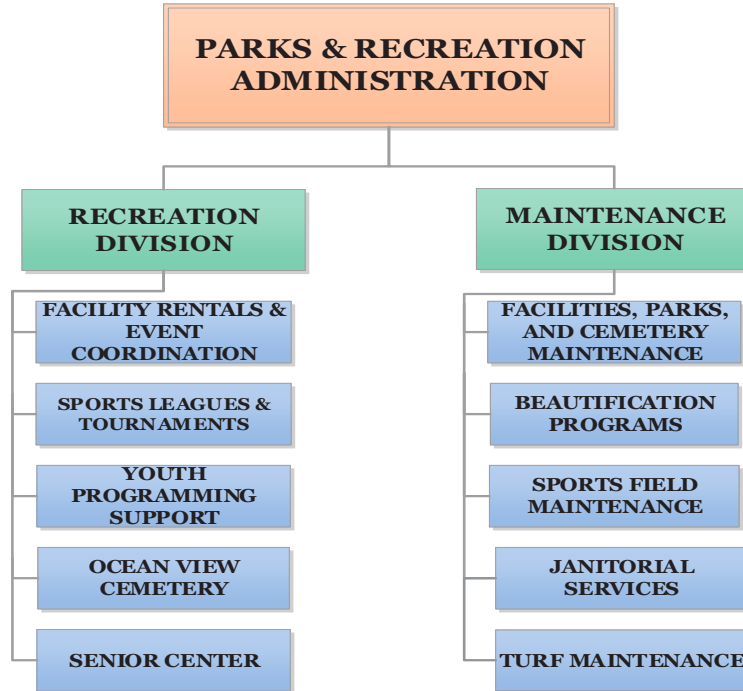 PARKS & RECREATION
ADMINISTRATION
RECREATION
DIVISION
FACILITY RENTALS &
EVENT
COORDINATION
SPORTS LEAGUES &
TOURNAMENTS
YOUTH
PROGRAMMING
SUPPORT
OCEAN VIEW
CEMETERY
SENIOR CENTER
MAINTENANCE
DIVISION
FACILITIES, PARKS,
AND CEMETERY
MAINTENANCE
BEAUTIFICATION
PROGRAMS
SPORTS FIELD
MAINTENANCE
JANITORIAL
SERVICES
TURF MAINTENANCE